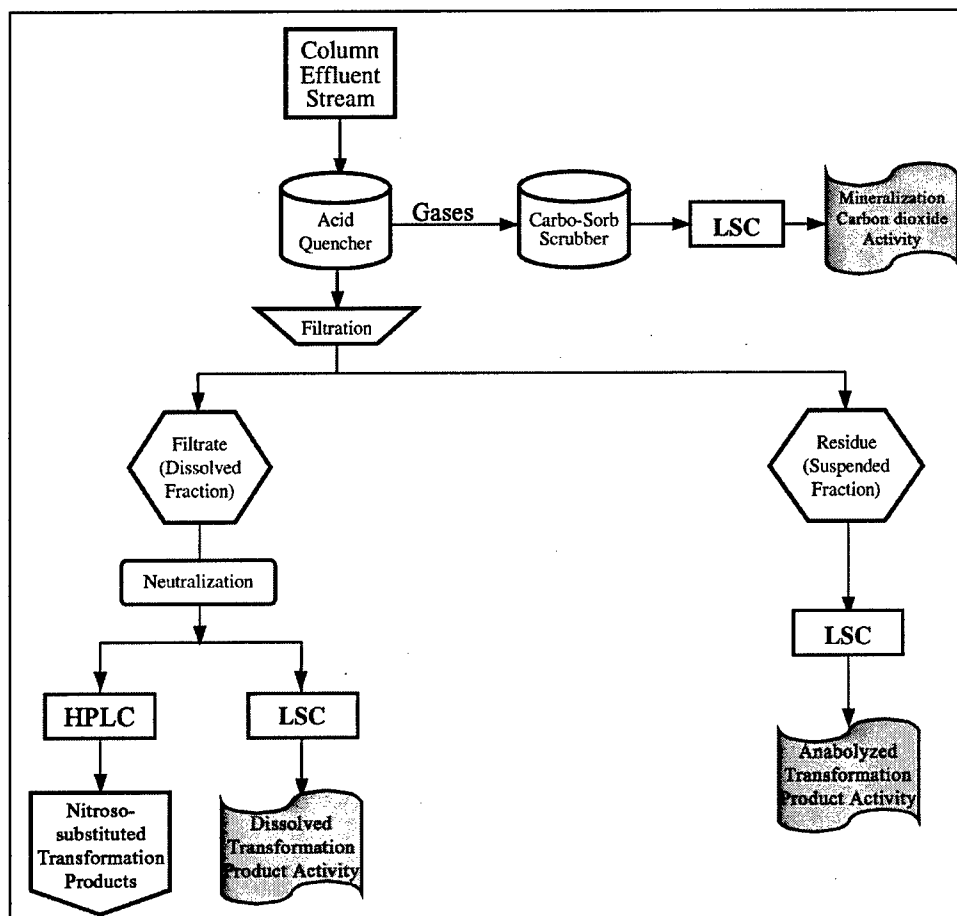 Column
Effluent
Stream
Acid
Quencher
Gases
Carbo-Sorb
Scrubber
LSC
Mineralization
Carbon dioxide
Activity
Filtration
Filtrate
(Dissolved
Fraction)
Residue
(Suspended
Fraction)
Neutralization
LSC
HPLC
LSC
Nitroso-
substituted
Transformation
Products
Dissolved
Transformation
Product Activity
Anabolyzed
Transformation
Product Activity